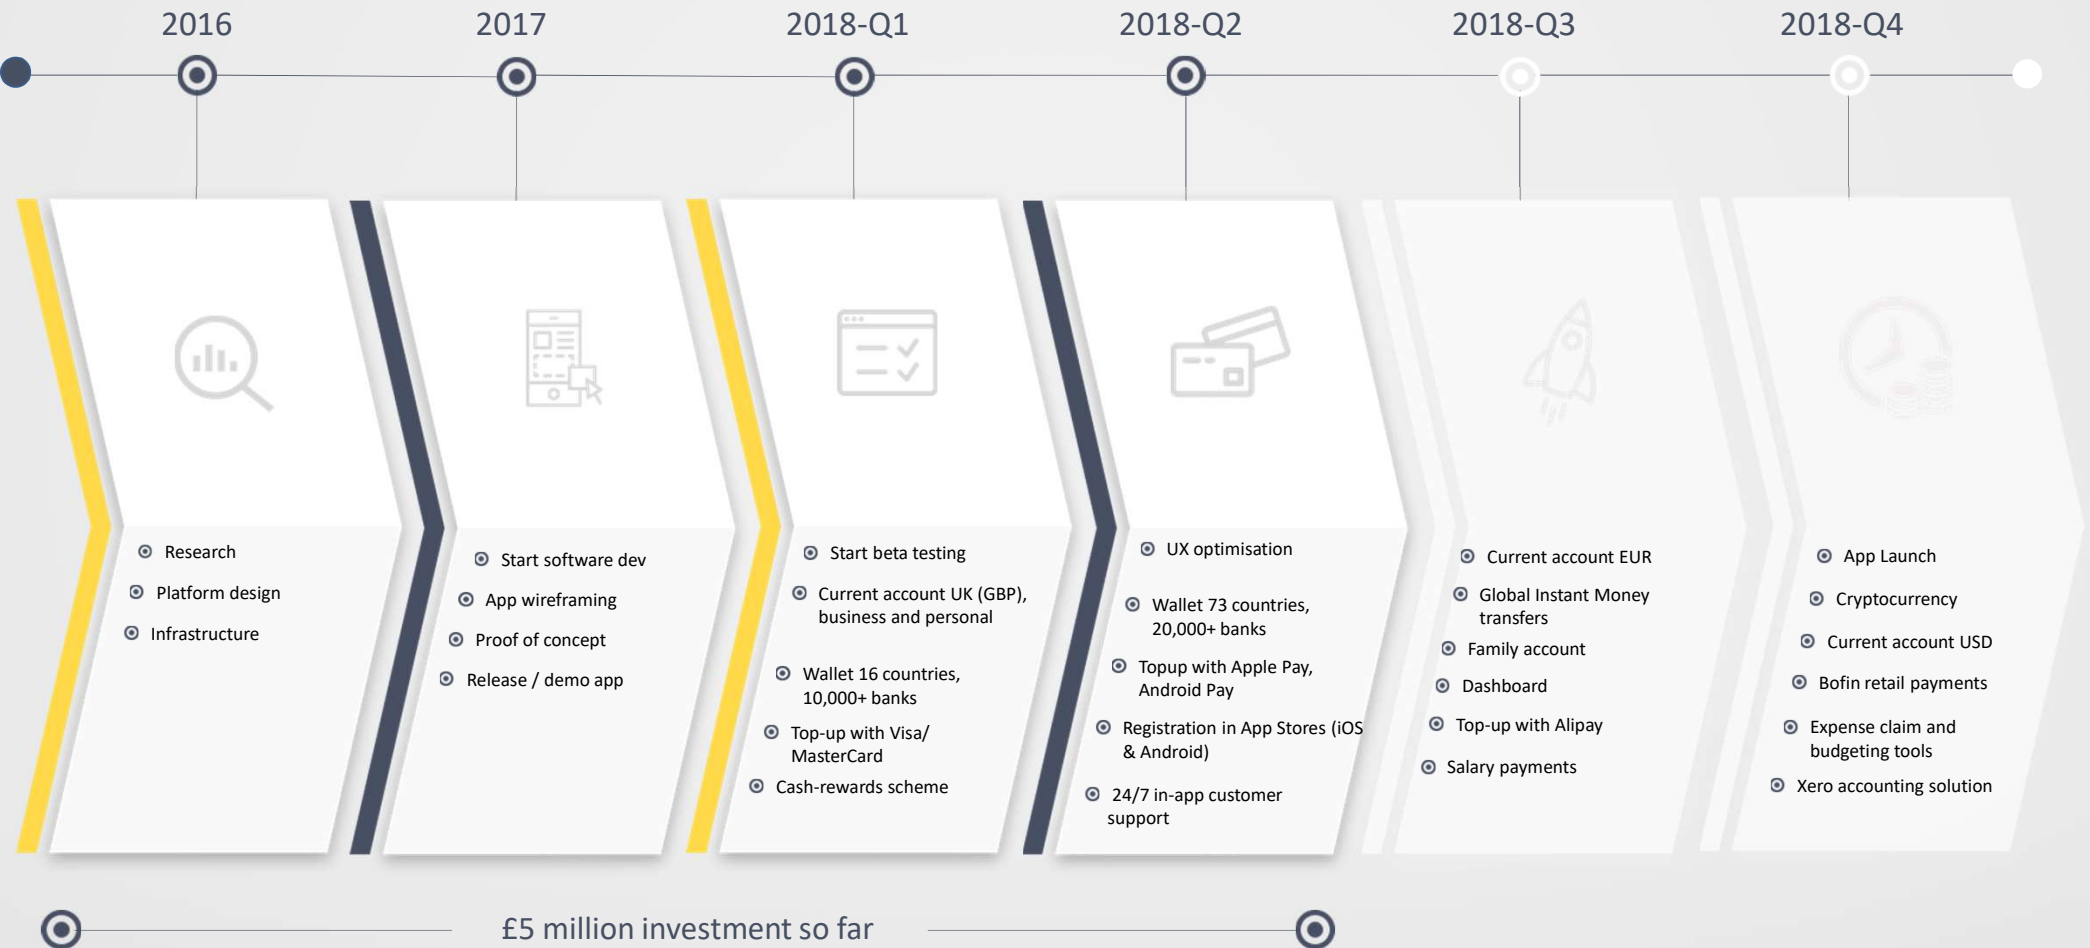 2016
2017
2018-Q1
2018-Q2
2018-Q3
2018-Q4
Research
Platform design
Infrastructure
Start software dev
App wireframing
Proof of concept
Release / demo app
Start beta testing
Current account UK (GBP),
business and personal
Wallet 16 countries,
10,000+ banks
Top-up with Visa/
MasterCard
Cash-rewards scheme
UX optimisation
Wallet 73 countries,
20,000+ banks
Topup with Apple Pay,
Android Pay
Registration in App Stores (iOS
& Android)
24/7 in-app customer
support
Current account EUR
Global Instant Money
transfers
Family account
Dashboard
Top-up with Alipay
Salary payments
App Launch
Cryptocurrency
Current account USD
Bofin retail payments
Expense claim and
budgeting tools
Xero accounting solution
£5 million investment so far